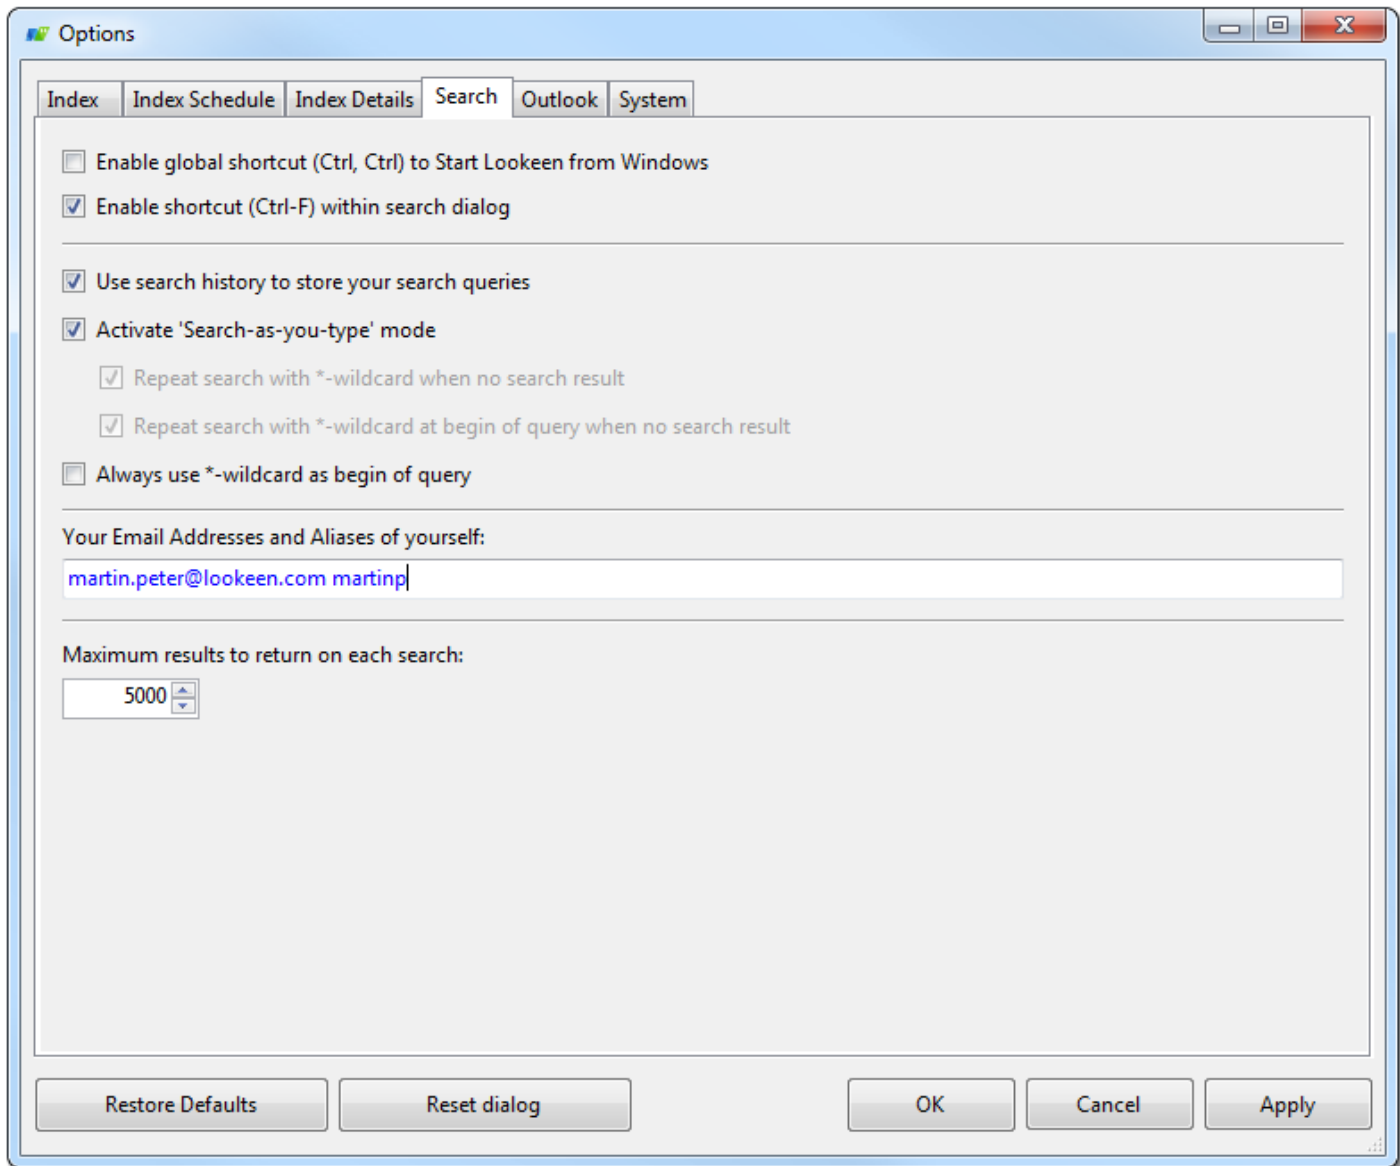 Options
Index Index Schedule Index Details Search Outlook System
Enable global shortcut (Ctrl, Ctrl) to Start Lookeen from Windows
Enable shortcut (Ctrl-F) within search dialog
Use search history to store your search queries
Activate 'Search-as-you-type' mode
Repeat search with *-wildcard when no search result
Repeat search with *-wildcard at begin of query when no search result
Always use *-wildcard as begin of query
Your Email Addresses and Aliases of yourself:
martin.peter@lookeen.com martinp
Maximum results to return on each search:
5000
Restore Defaults Reset dialog OK Cancel Apply